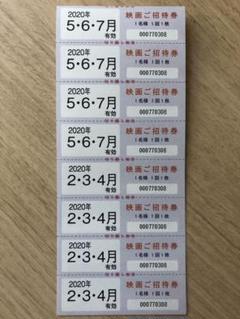 2020年
5・6・7月
有効
映画ご招待券
1名様 1回1枚
000770308
2020年
5・6・7月
有効
映画ご招待券
1名様 1回1枚
000770308
2020年
5・6・7月
有効
映画ご招待券
1名様 1回1枚
000770308
2020年
5・6・7月
有効
映画ご招待券
1名様 1回1枚
000770308
2020年
2・3・4月
有効
映画ご招待券
1名様 1回1枚
000770308
2020年
2・3・4月
有効
映画ご招待券
1名様 1回1枚
000770308
2020年
2・3・4月
有効
映画ご招待券
1名様 1回1枚
000770308
2020年
2・3・4月
有効
映画ご招待券
1名様 1回1枚
000770308